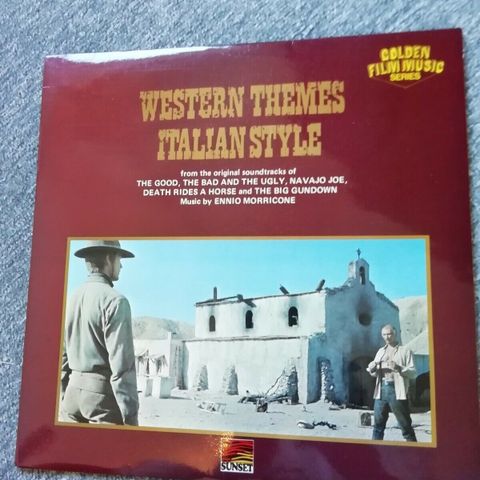 GOLDEN
FILM MUSIC
SERIES
WESTERN THEMES
ITALIAN STYLE
from the original soundtracks of
THE GOOD, THE BAD AND THE UGLY, NAVAJO JOE,
DEATH RIDES A HORSE and THE BIG GUNDOWN
Music by ENNIO MORRICONE
SUNSET